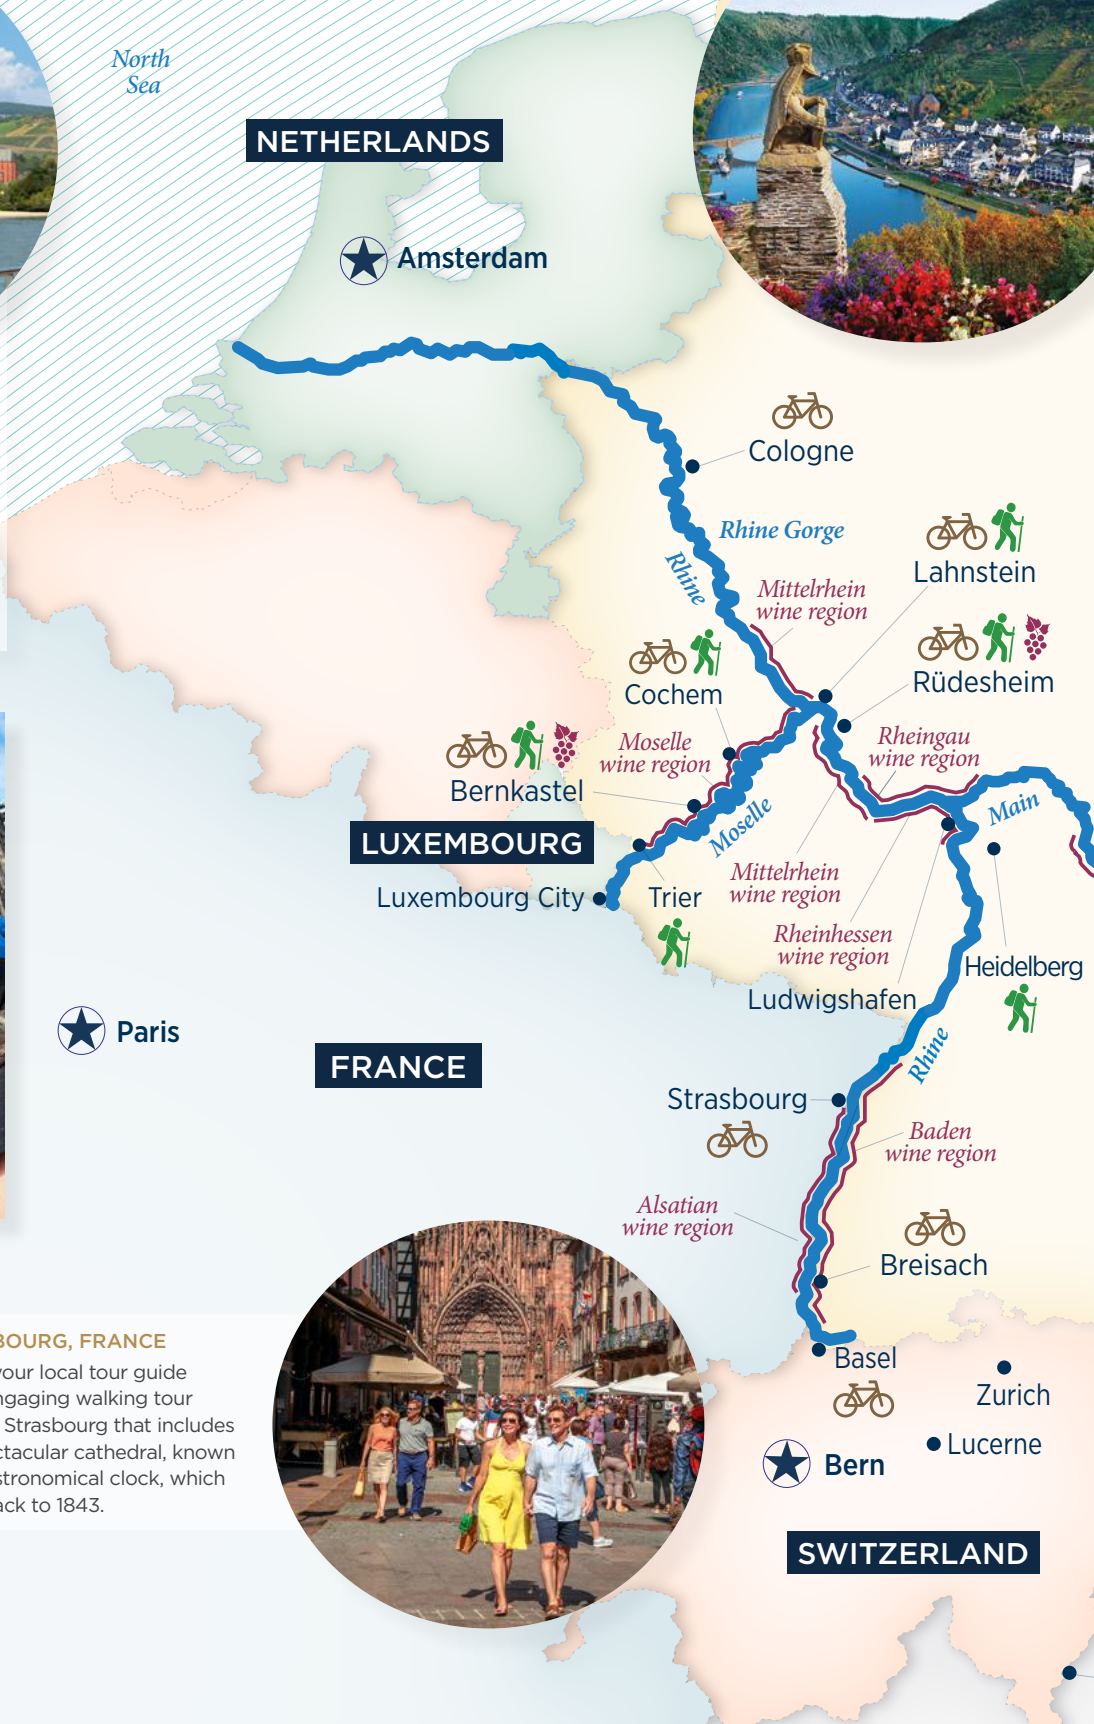 North
Sea
NETHERLANDS
Amsterdam
Cologne
Rhine Gorge
Rhine
Lahnstein
Mittelrhein
wine region
Rüdesheim
Cochem
Moselle
wine region
Rheingau
wine region
Bernkastel
Main
Moselle
LUXEMBOURG
Mittelrhein
wine region
Luxembourg City
Trier
Rheinhessen
wine region
Heidelberg
Ludwigshafen
Paris
FRANCE
Rhine
Strasbourg
Baden
wine region
Alsatian
wine region
Breisach
BOURG, FRANCE
your local tour guide
ngaging walking tour
Strasbourg that includes
ctacular cathedral, known
stronomical clock, which
ack to 1843.
Basel
Zurich
Lucerne
Bern
SWITZERLAND